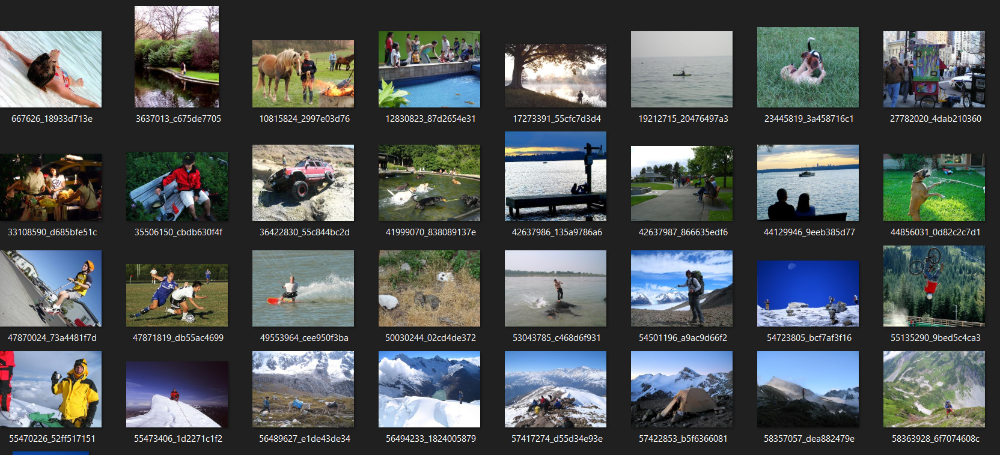 667626_18933d713e
3637013_c675de7705
10815824_2997e03d76
12830823_87d2654e31
17273391_55cfc7d3d4
19212715_20476497a3
23445819_3a458716c1
27782020_4dab210360
33108590_d685bfe51c
35506150_cbdb630f4f
36422830_55c844bc2d
41999070_838089137e
42637986_135a9786a6
42637987_866635edf6
44129946_9eeb385d77
44856031_0d82c2c7d1
47870024_73a4481f7d
47871819_db55ac4699
49553964_cee950f3ba
50030244_02cd4de372
53043785_c468d6f931
54501196_a9ac9d66f2
54723805_bcf7af3f16
55135290_9bed5c4ca3
55470226_52ff517151
55473406_1d2271c1f2
56489627_e1de43de34
56494233_1824005879
57417274_d55d34e93e
57422853_b5f6366081
58357057_dea882479e
58363928_6f7074608c